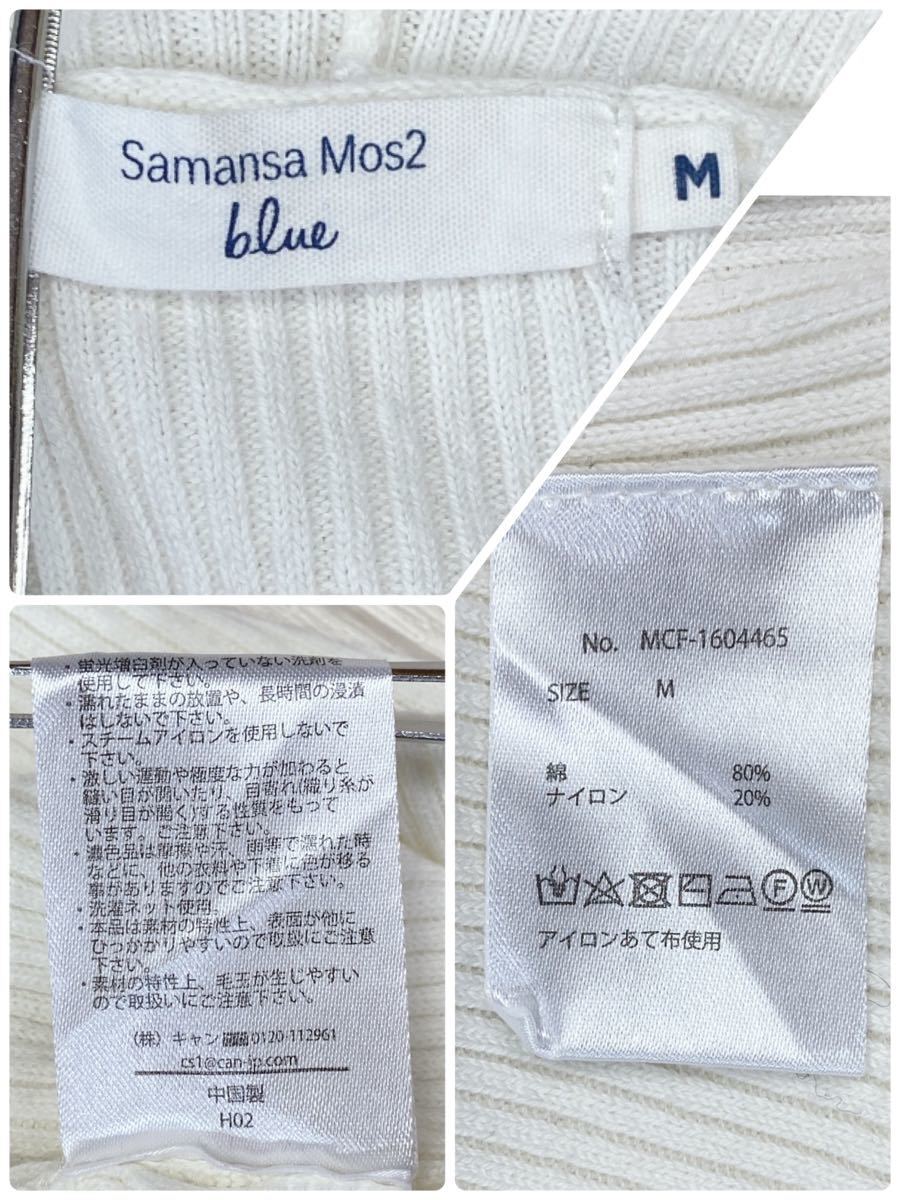 Samansa Mos2
blue
M
No. MCF-1604465
SIZE M
綿 80%
ナイロン 20%
F W
アイロンあて布使用
・蛍光増白剤が入っていない洗剤を
使用して下さい。
・濡れたままの放置や、長時間の浸漬
はしないで下さい。
・スチームアイロンを使用しないで
下さい。
・激しい運動や極度な力が加わると
縫い目が開いたり、目寄れ(織り糸が
滑り目が開く)する性質をもって
います。ご注意下さい。
・濃色品は摩擦や汗、雨等で濡れた時
などに、他の衣料や下着に色が移る
事がありますのでご注意下さい。
・洗濯ネット使用
・本品は素材の特性上、表面が他に
ひっかかりやすいので取扱にご注意
下さい。
・素材の特性上、毛玉が生じやすい
ので取扱いにご注意下さい。
(株)キャン 0120-112961
cs1@can-jp.com
中国製
H02